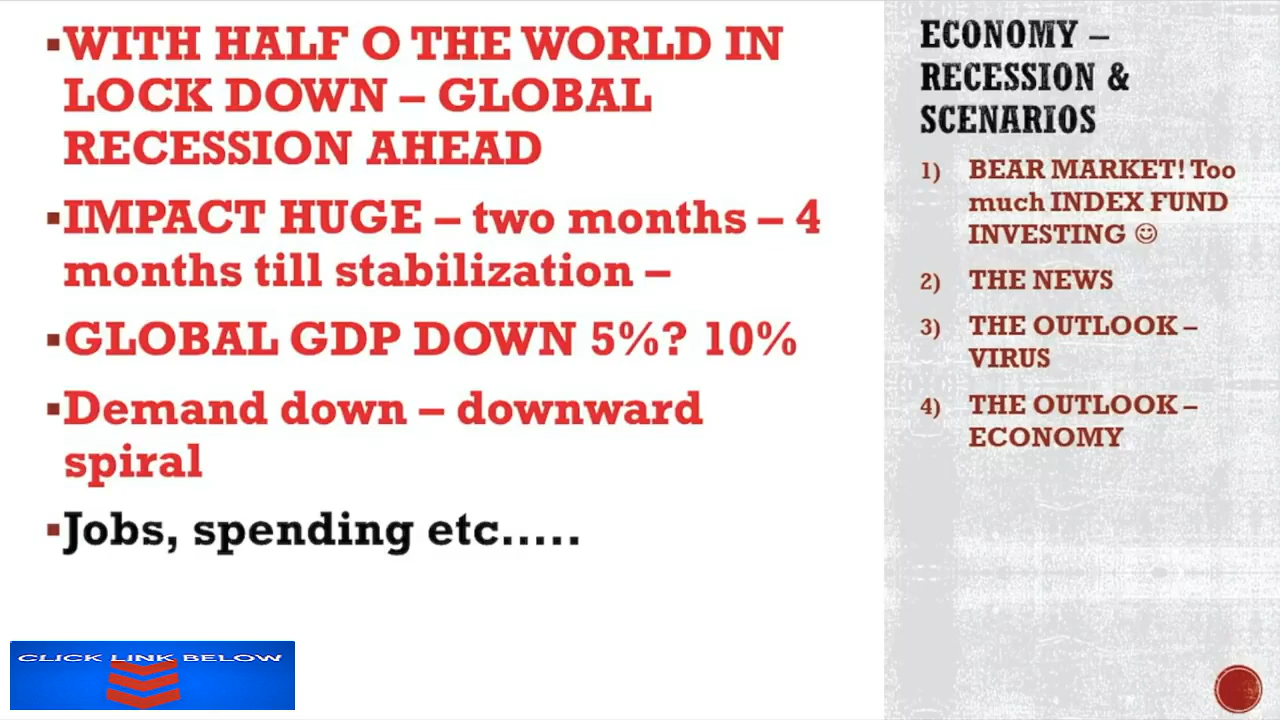 ▪WITH HALF O THE WORLD IN
LOCK DOWN – GLOBAL
RECESSION AHEAD
▪IMPACT HUGE – two months – 4
months till stabilization –
▪GLOBAL GDP DOWN 5%? 10%
▪Demand down – downward
spiral
▪Jobs, spending etc.....
CLICK LINK BELOW
ECONOMY –
RECESSION &
SCENARIOS
1) BEAR MARKET! Too
much INDEX FUND
INVESTING ☺
2) THE NEWS
3) THE OUTLOOK –
VIRUS
4) THE OUTLOOK –
ECONOMY